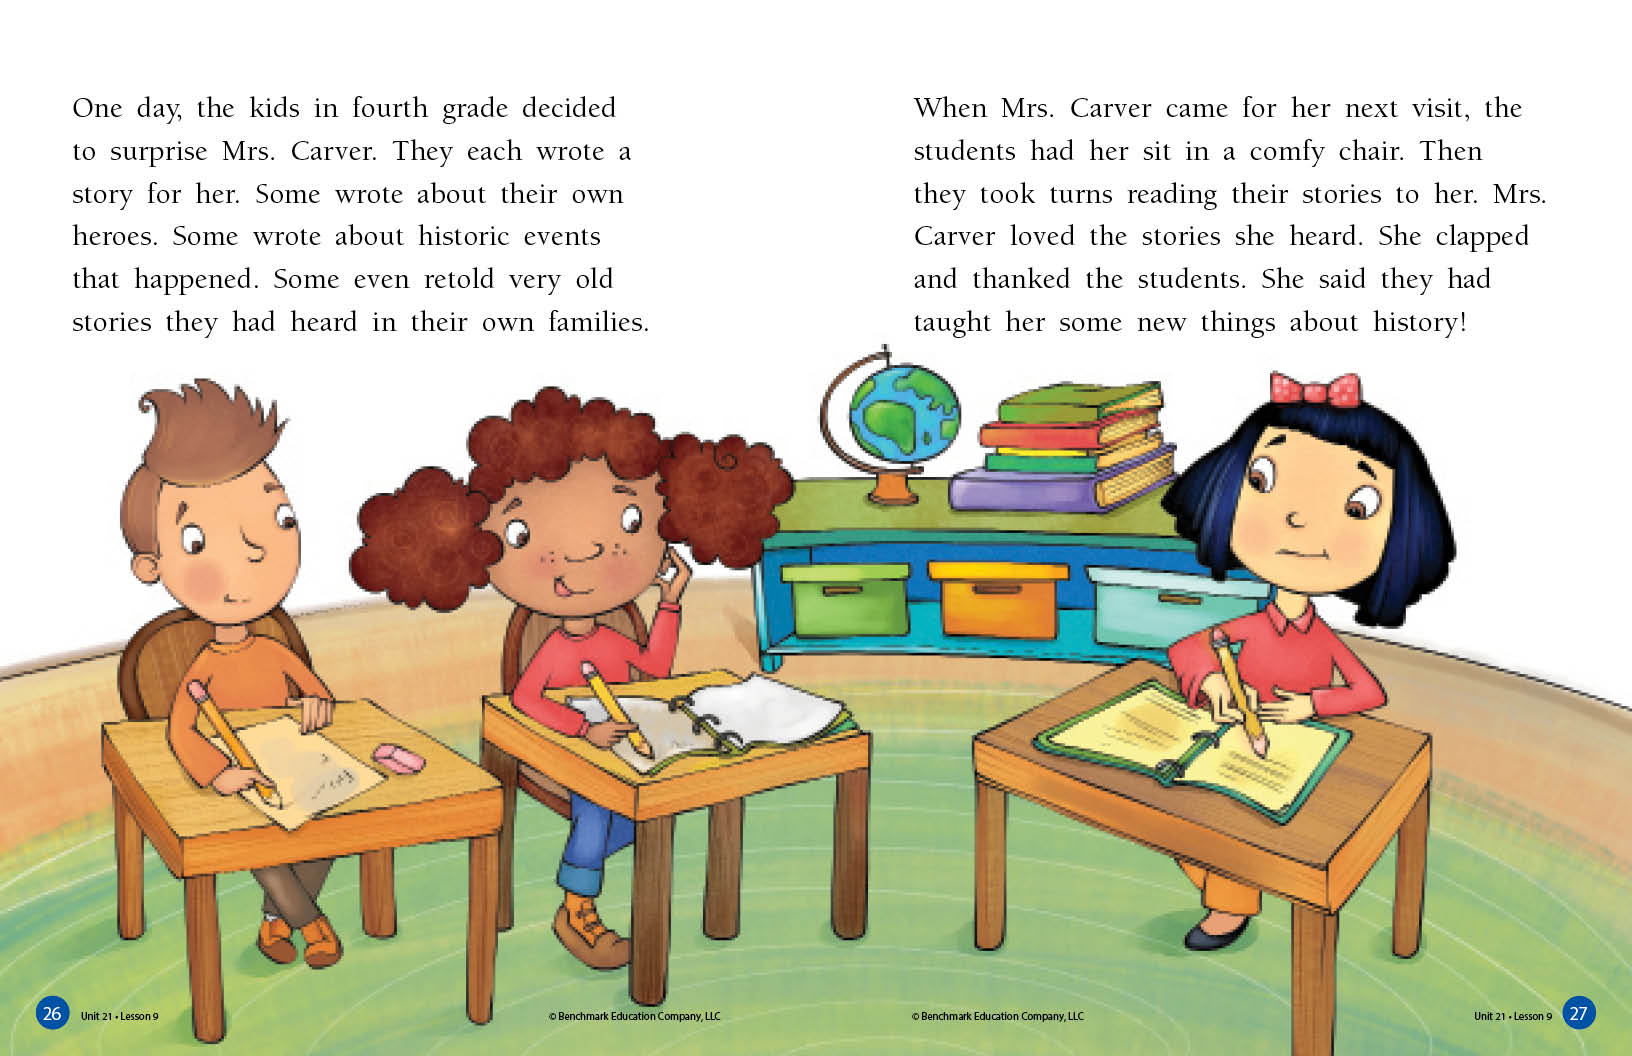 One day, the kids in fourth grade decided
to surprise Mrs. Carver. They each wrote a
story for her. Some wrote about their own
heroes. Some wrote about historic events
that happened. Some even retold very old
stories they had heard in their own families.
When Mrs. Carver came for her next visit, the
students had her sit in a comfy chair. Then
they took turns reading their stories to her. Mrs.
Carver loved the stories she heard. She clapped
and thanked the students. She said they had
taught her some new things about history!
26 Unit 21 • Lesson 9
© Benchmark Education Company, LLC
© Benchmark Education Company, LLC
Unit 21 • Lesson 9 27